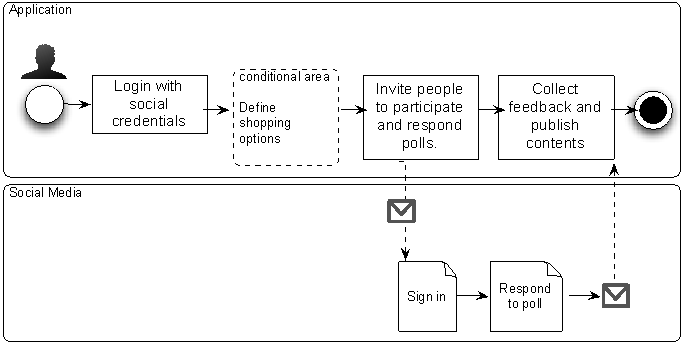 Application
Login with
social
credentials
conditional area
Define
shopping
options
Invite people
to participate
and respond
polls.
Collect
feedback and
publish
contents
Social Media
Sign in
Respond
to poll